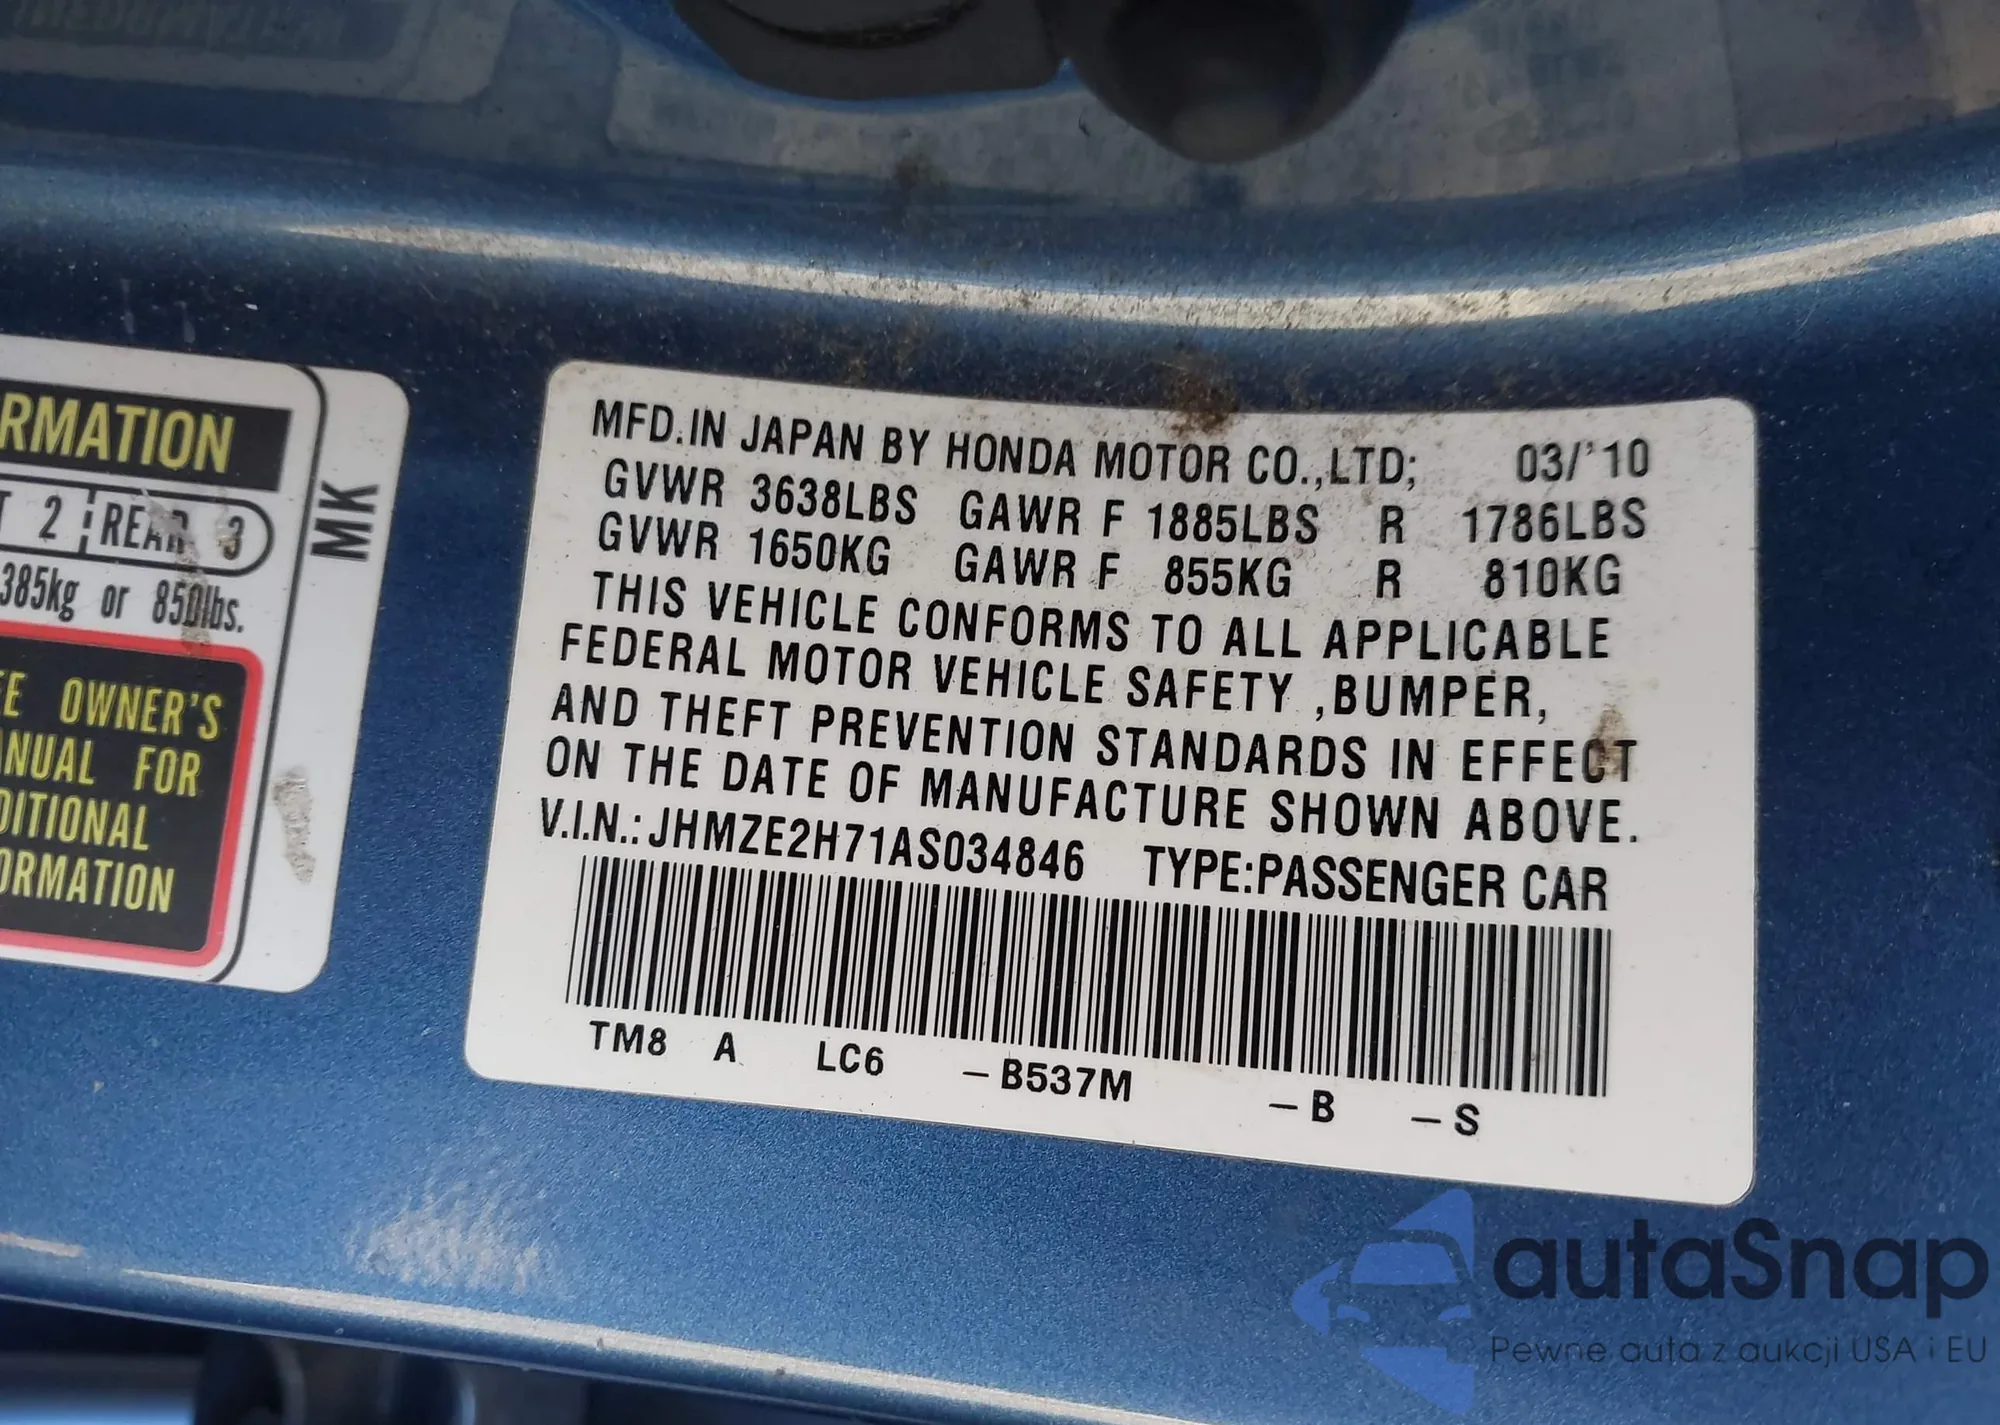 RMATION
T 2 REAR 3
385kg or 850lbs.
EE OWNER'S
ANUAL FOR
DITIONAL
ORMATION
MK
MFD.IN JAPAN BY HONDA MOTOR CO.,LTD; 03/'10
GVWR 3638LBS GAWR F 1885LBS R 1786LBS
GVWR 1650KG GAWR F 855KG R 810KG
THIS VEHICLE CONFORMS TO ALL APPLICABLE
FEDERAL MOTOR VEHICLE SAFETY ,BUMPER,
AND THEFT PREVENTION STANDARDS IN EFFECT
ON THE DATE OF MANUFACTURE SHOWN ABOVE.
V.I.N.: JHMZE2H71AS034846 TYPE:PASSENGER CAR
TM8 A LC6 -B537M -B -S
autaSnap
Pewne auta z aukcji USA i EU